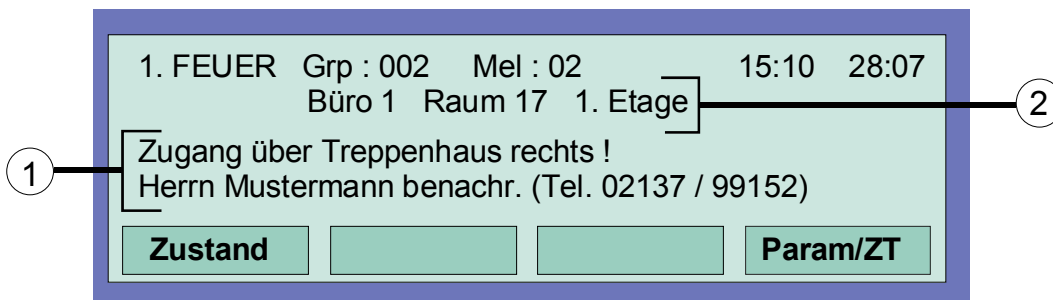 1. FEUER Grp : 002 Mel : 02 15:10 28:07
Büro 1 Raum 17 1. Etage
2
1
Zugang über Treppenhaus rechts !
Herrn Mustermann benachr. (Tel. 02137 / 99152)
Zustand Param/ZT